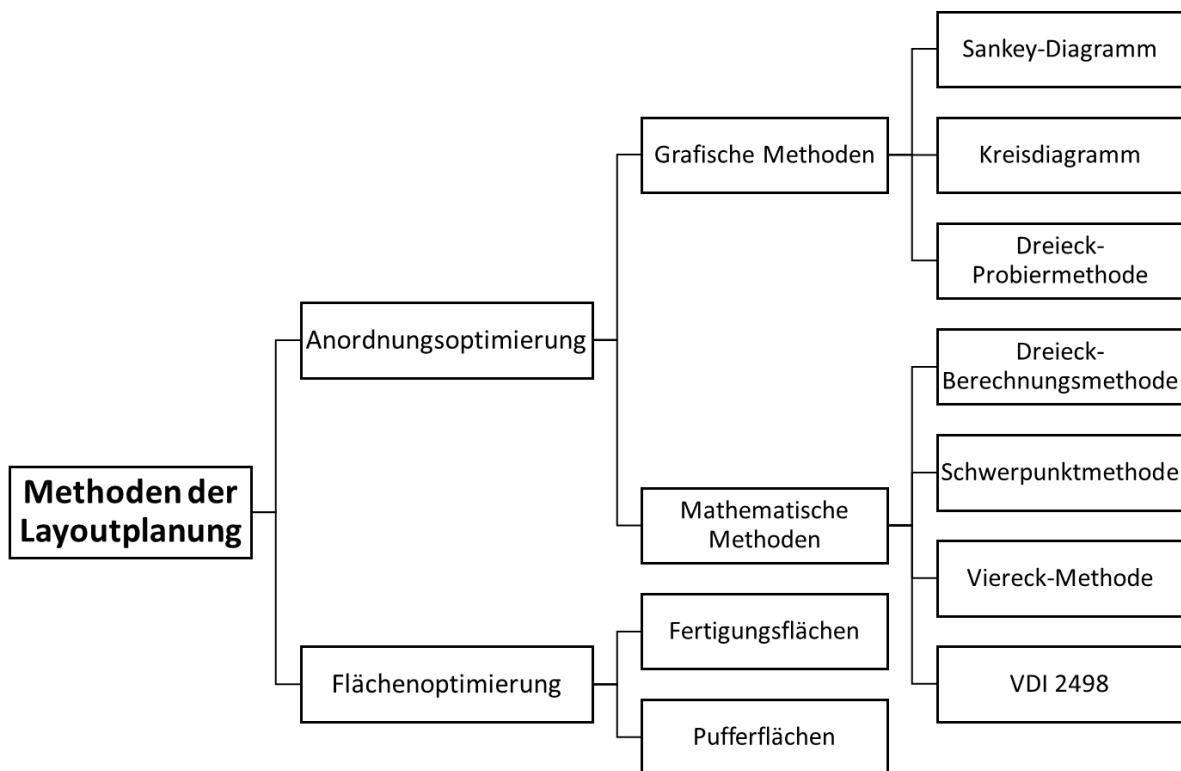 Methoden der
Layoutplanung
Anordnungsoptimierung
Grafische Methoden
Sankey-Diagramm
Kreisdiagramm
Dreieck-
Probiermethode
Mathematische
Methoden
Dreieck-
Berechnungsmethode
Schwerpunktmethode
Viereck-Methode
VDI 2498
Flächenoptimierung
Fertigungsflächen
Pufferflächen